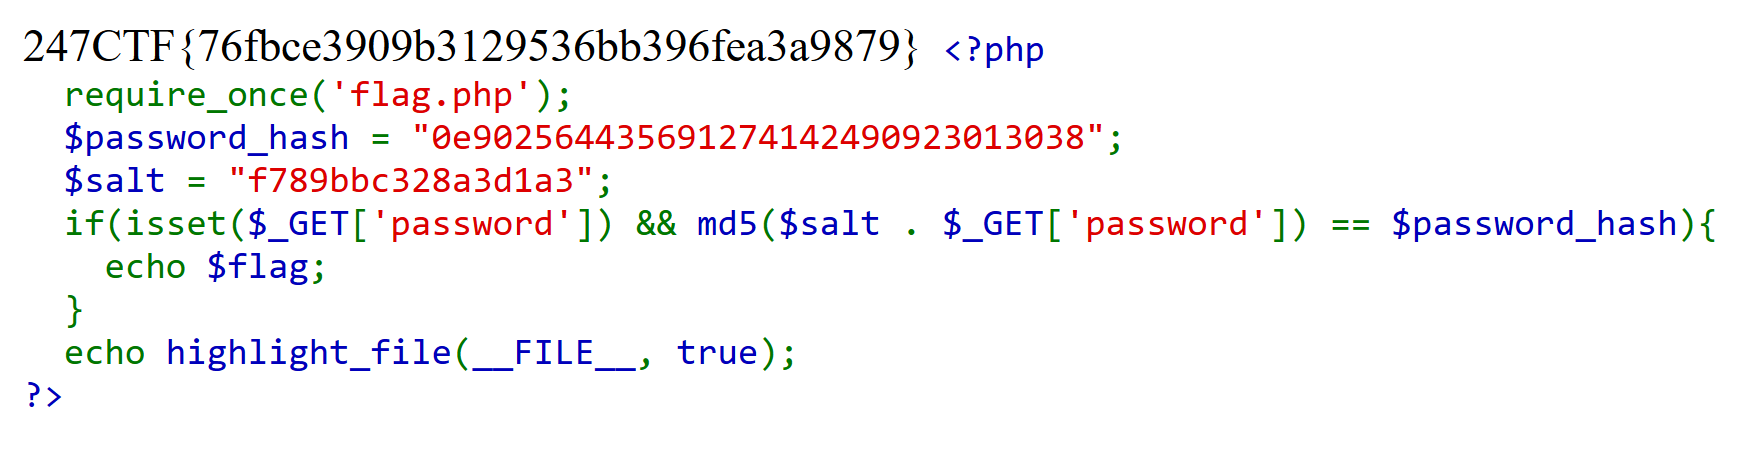 247CTF{76fbce3909b3129536bb396fea3a9879} <?php
  require_once('flag.php');
  $password_hash = "0e902564435691274142490923013038";
  $salt = "f789bbc328a3d1a3";
  if(isset($_GET['password']) && md5($salt . $_GET['password']) == $password_hash){
    echo $flag;
  }
  echo highlight_file(__FILE__, true);
?>